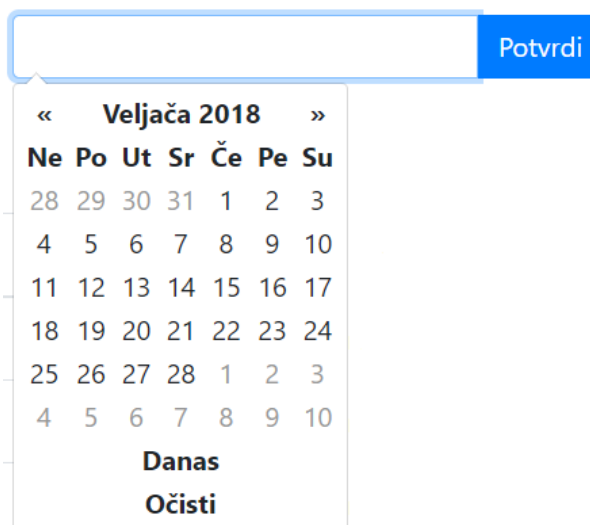 Potvrdi
« Veljača 2018 »
Ne Po Ut Sr Če Pe Su
28 29 30 31 1 2 3
4 5 6 7 8 9 10
11 12 13 14 15 16 17
18 19 20 21 22 23 24
25 26 27 28 1 2 3
4 5 6 7 8 9 10
Danas
Očisti